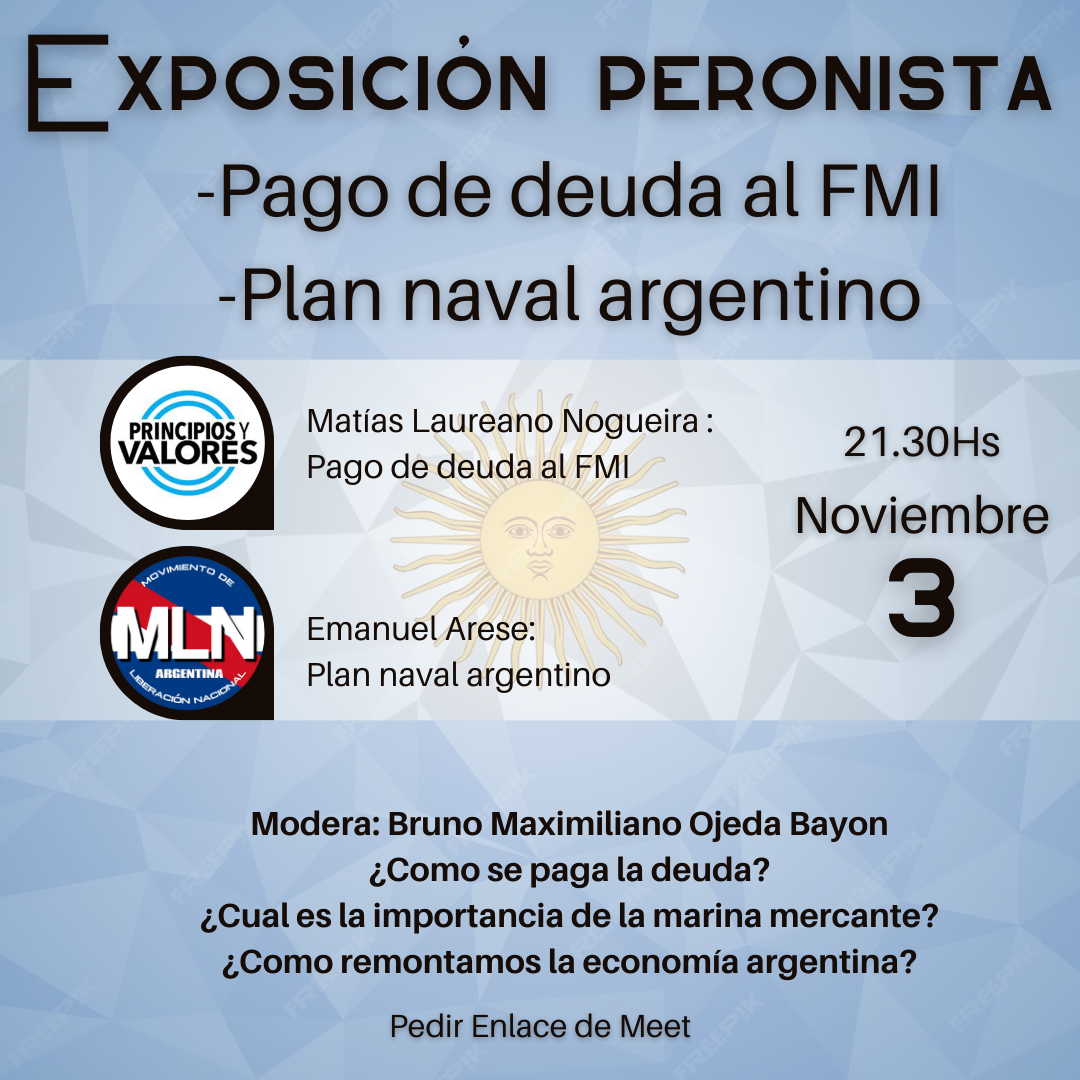 EXPOSICIÓN PERONISTA
-Pago de deuda al FMI
-Plan naval argentino
PRINCIPIOS Y
VALORES
Matías Laureano Nogueira :
Pago de deuda al FMI
21.30Hs
Noviembre
3
MOVIMIENTO DE
MLN
ARGENTINA
LIBERACIÓN NACIONAL
Emanuel Arese:
Plan naval argentino
Modera: Bruno Maximiliano Ojeda Bayon
¿Como se paga la deuda?
¿Cual es la importancia de la marina mercante?
¿Como remontamos la economía argentina?
Pedir Enlace de Meet
FREEPIK